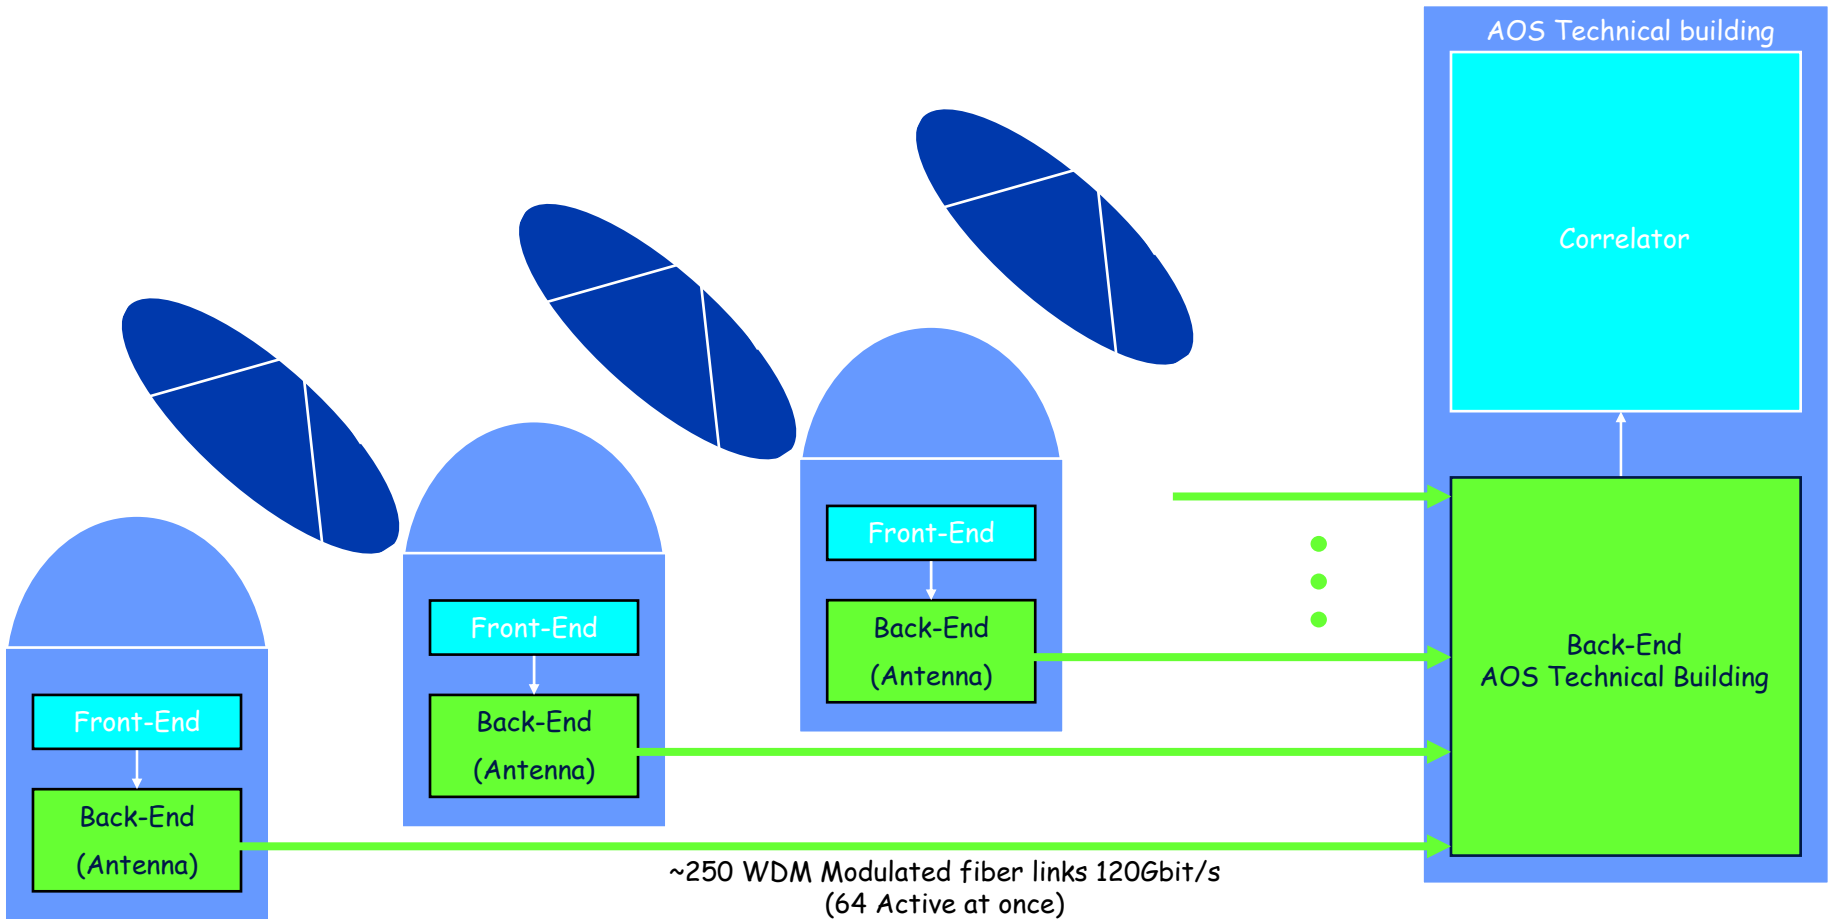 AOS Technical building
Correlator
Front-End
Back-End
(Antenna)
Front-End
Back-End
(Antenna)
Front-End
Back-End
(Antenna)
Back-End
AOS Technical Building
~250 WDM Modulated fiber links 120Gbit/s
(64 Active at once)